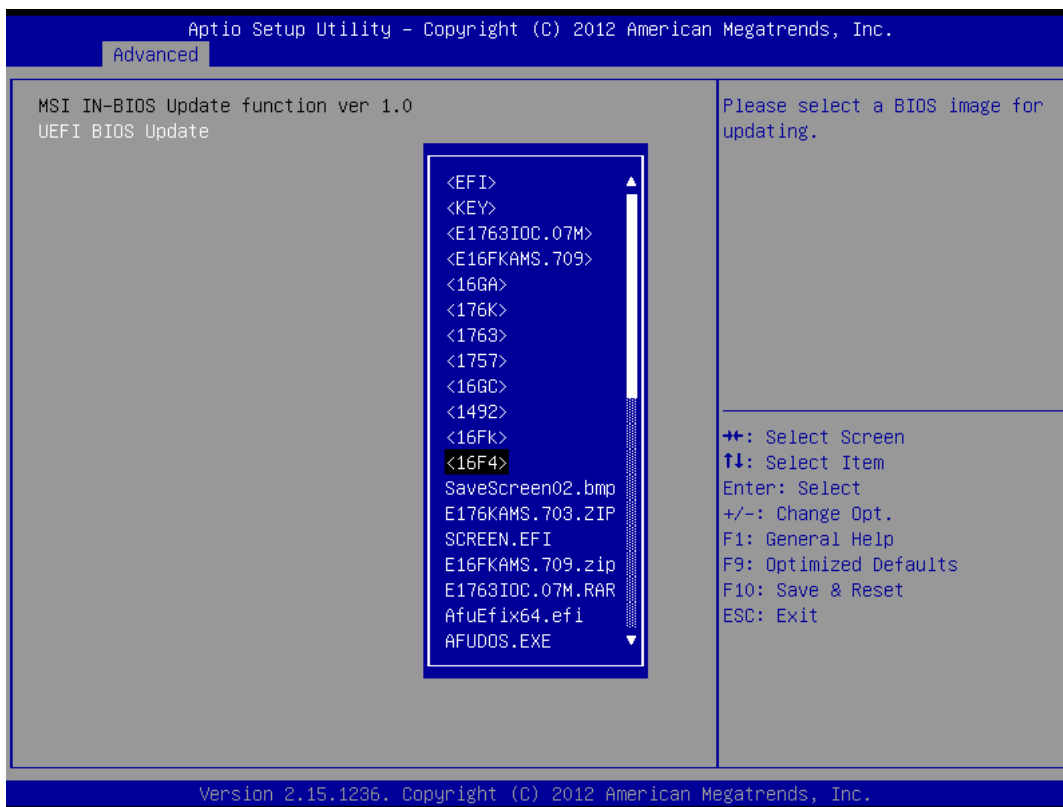 Aptio Setup Utility – Copyright (C) 2012 American Megatrends, Inc.
Advanced
MSI IN-BIOS Update function ver 1.0
UEFI BIOS Update
<EFI>
<KEY>
<E1763IOC.07M>
<E16FKAMS.709>
<16GA>
<176K>
<1763>
<1757>
<16GC>
<1492>
<16Fk>
<16F4>
SaveScreen02.bmp
E176KAMS.703.ZIP
SCREEN.EFI
E16FKAMS.709.zip
E1763IOC.07M.RAR
AfuEfix64.efi
AFUDOS.EXE
Please select a BIOS image for
updating.
→←: Select Screen
↑↓: Select Item
Enter: Select
+/-: Change Opt.
F1: General Help
F9: Optimized Defaults
F10: Save & Reset
ESC: Exit
Version 2.15.1236. Copyright (C) 2012 American Megatrends, Inc.